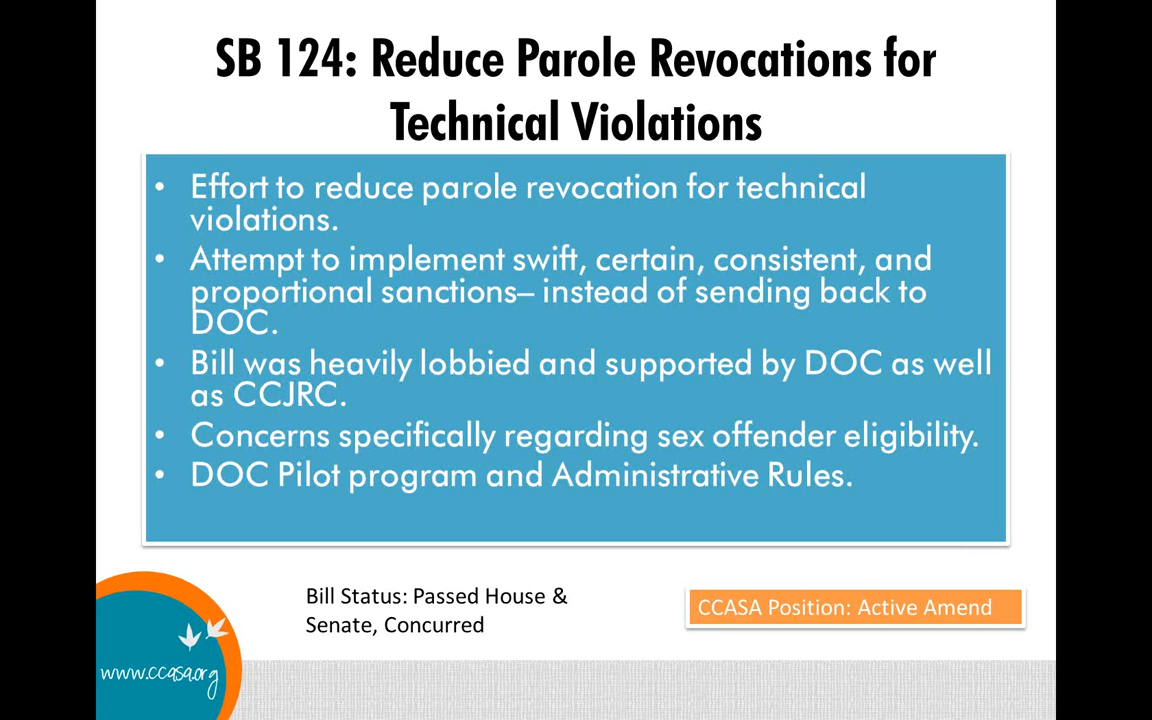 SB 124: Reduce Parole Revocations for
Technical Violations
• Effort to reduce parole revocation for technical
violations.
• Attempt to implement swift, certain, consistent, and
proportional sanctions– instead of sending back to
DOC.
• Bill was heavily lobbied and supported by DOC as well
as CCJRC.
• Concerns specifically regarding sex offender eligibility.
• DOC Pilot program and Administrative Rules.
Bill Status: Passed House &
Senate, Concurred
CCASA Position: Active Amend
www.ccasa.org